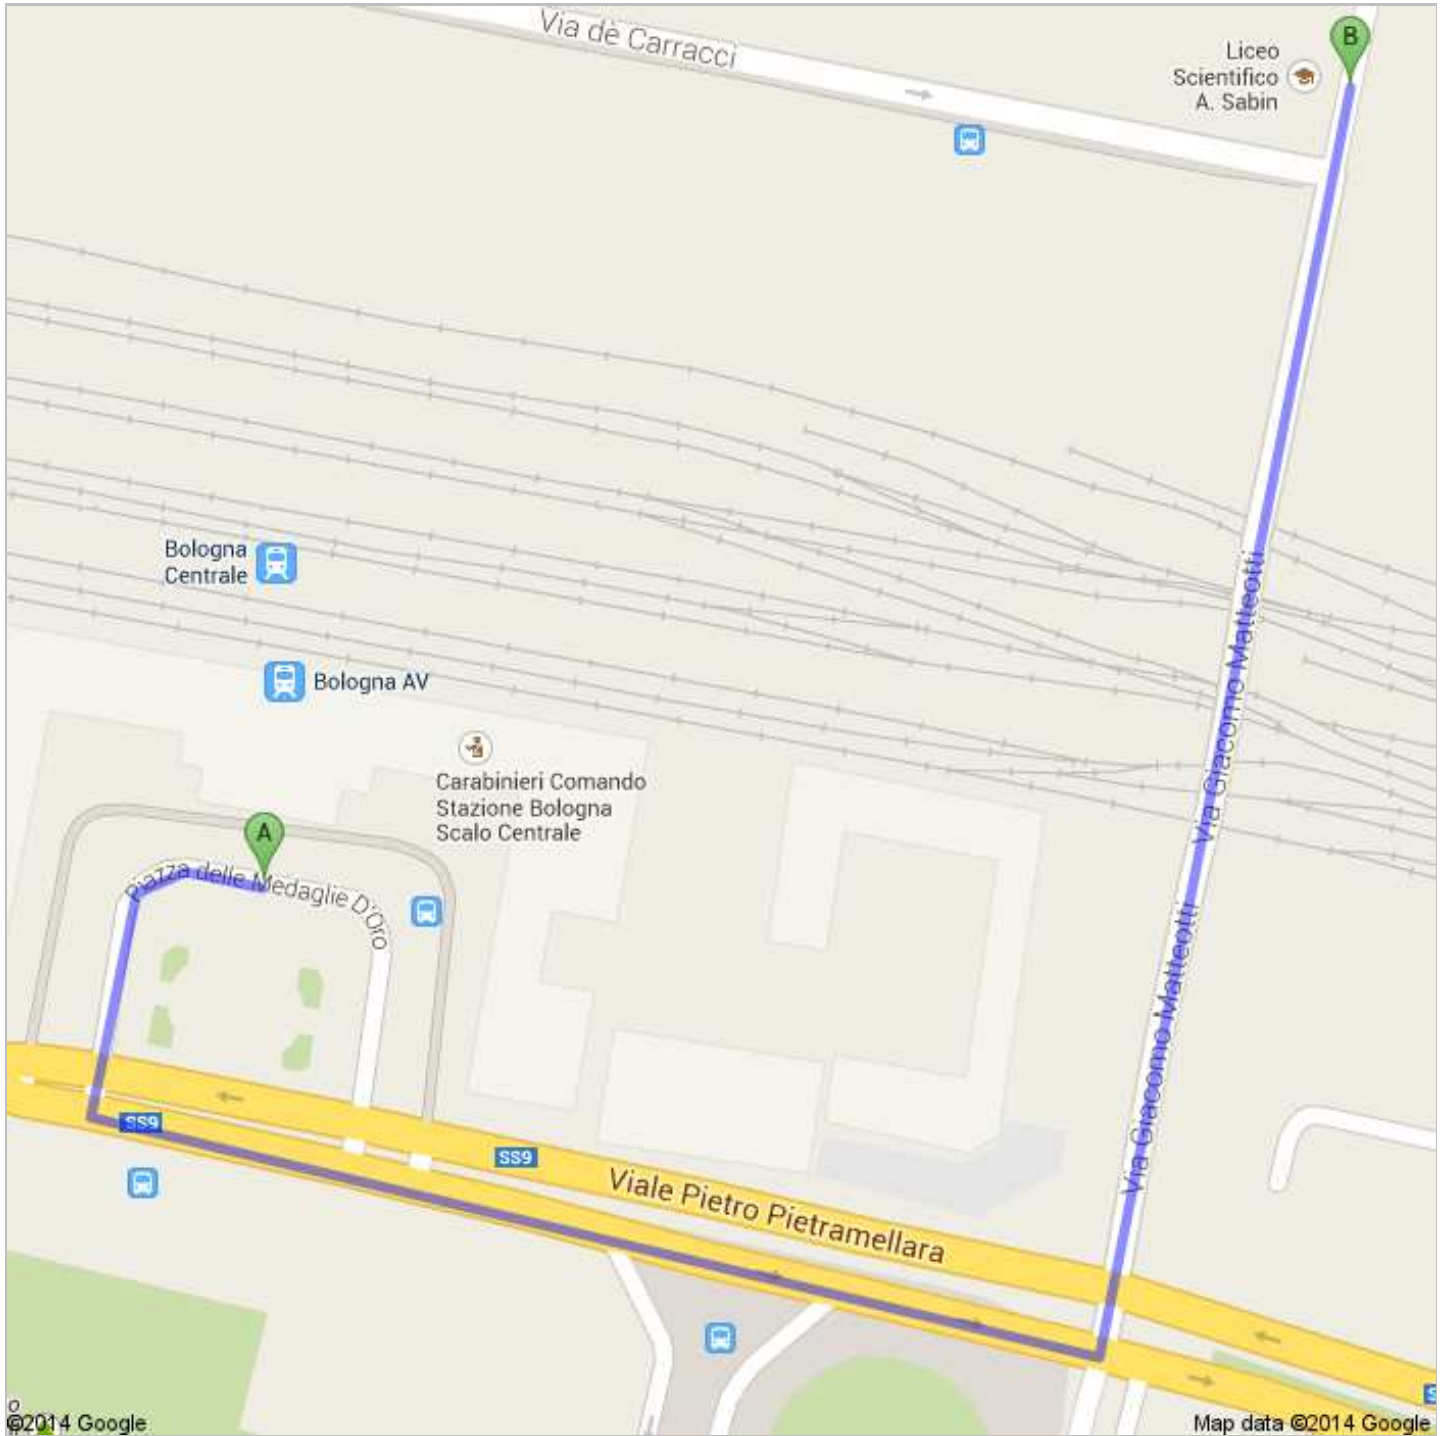 Via dè Carracci
B
Liceo
Scientifico
A. Sabin
Bologna
Centrale
Bologna AV
Via Giacomo Matteotti
Carabinieri Comando
Stazione Bologna
Scalo Centrale
A
Piazza delle Medaglie D'Oro
Via Giacomo Matteotti
SS9
SS9
Viale Pietro Pietramellara
©2014 Google
Map data ©2014 Google